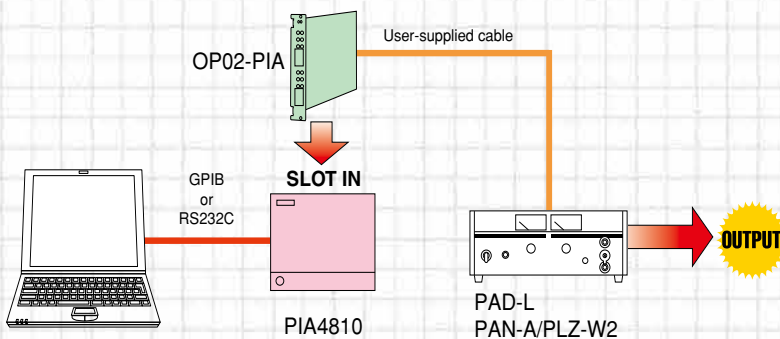 User-supplied cable
OP02-PIA
SLOT IN
GPIB
or
RS232C
OUTPUT
PIA4810
PAD-L
PAN-A/PLZ-W2